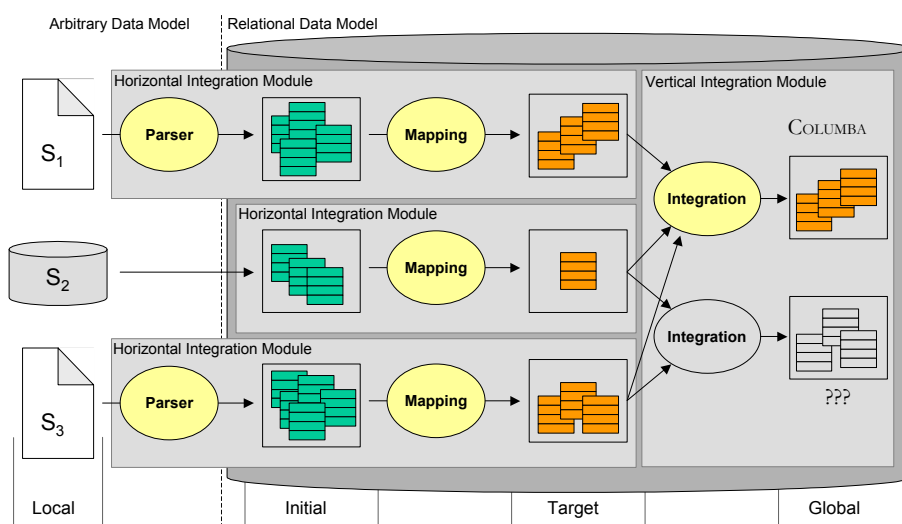 Arbitrary Data Model
Relational Data Model
Horizontal Integration Module
Vertical Integration Module
S1
Parser
Mapping
COLUMBA
Integration
Horizontal Integration Module
S2
Mapping
Integration
Horizontal Integration Module
S3
Parser
Mapping
???
Local
Initial
Target
Global